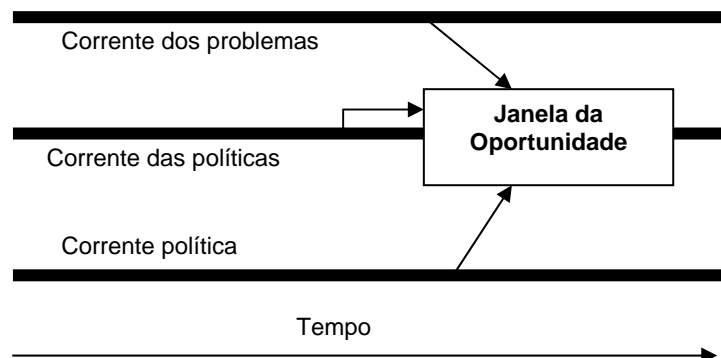 Corrente dos problemas
Janela da
Oportunidade
Corrente das políticas
Corrente política
Tempo